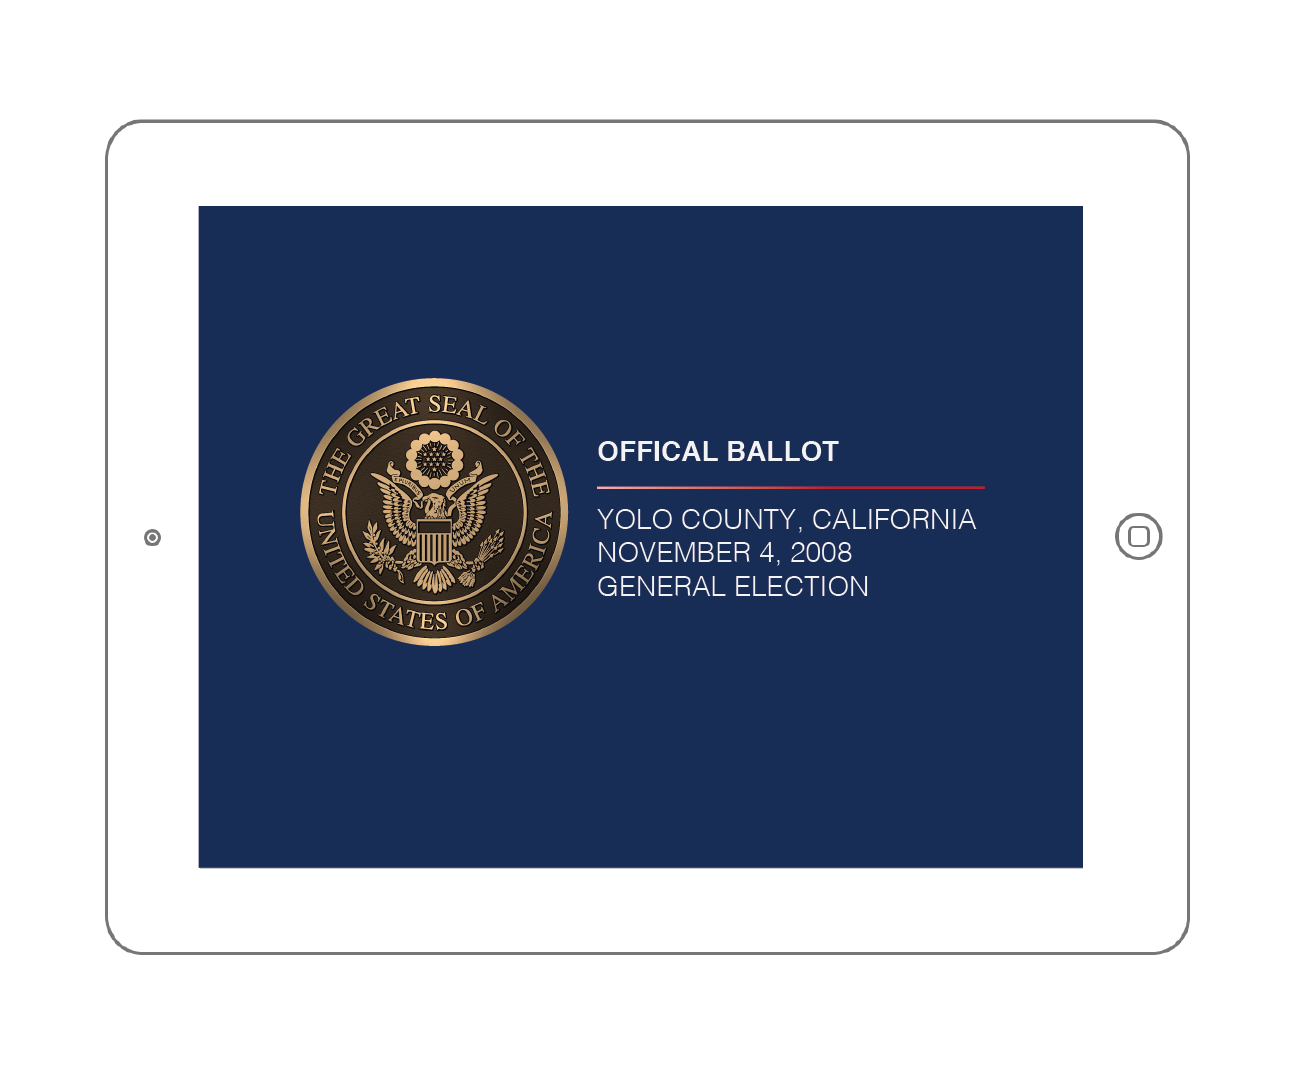 THE GREAT SEAL OF THE
UNITED STATES OF AMERICA
OFFICAL BALLOT
YOLO COUNTY, CALIFORNIA
NOVEMBER 4, 2008
GENERAL ELECTION